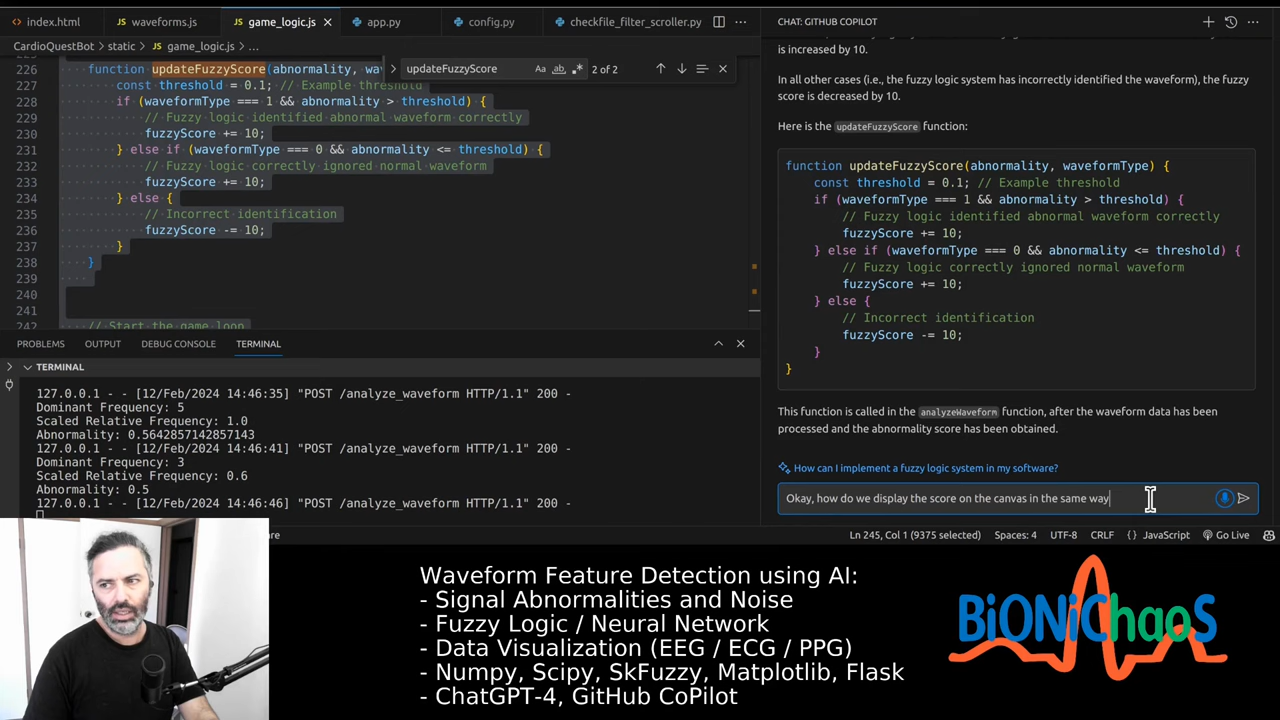 index.html
JS waveforms.js
JS game_logic.js
app.py
config.py
checkfile_filter_scroller.py
CHAT: GITHUB COPILOT
CardioQuestBot > static > JS game_logic.js > …
updateFuzzyScore
Aa ab .*
2 of 2
226 function updateFuzzyScore(abnormality, wa
227 const threshold = 0.1; // Example threshold
228 if (waveformType === 1 && abnormality > threshold) {
229 // Fuzzy logic identified abnormal waveform correctly
230 fuzzyScore += 10;
231 } else if (waveformType === 0 && abnormality <= threshold) {
232 // Fuzzy logic correctly ignored normal waveform
233 fuzzyScore += 10;
234 } else {
235 // Incorrect identification
236 fuzzyScore -= 10;
237 }
238 }
239
240
241
242 // Start the game loop
PROBLEMS OUTPUT DEBUG CONSOLE TERMINAL
TERMINAL
127.0.0.1 - - [12/Feb/2024 14:46:35] "POST /analyze_waveform HTTP/1.1" 200 -
Dominant Frequency: 5
Scaled Relative Frequency: 1.0
Abnormality: 0.5642857142857143
127.0.0.1 - - [12/Feb/2024 14:46:41] "POST /analyze_waveform HTTP/1.1" 200 -
Dominant Frequency: 3
Scaled Relative Frequency: 0.6
Abnormality: 0.5
127.0.0.1 - - [12/Feb/2024 14:46:46] "POST /analyze_waveform HTTP/1.1" 200 -
is increased by 10.
In all other cases (i.e., the fuzzy logic system has incorrectly identified the waveform), the fuzzy
score is decreased by 10.
Here is the updateFuzzyScore function:
function updateFuzzyScore(abnormality, waveformType) {
const threshold = 0.1; // Example threshold
if (waveformType === 1 && abnormality > threshold) {
// Fuzzy logic identified abnormal waveform correctly
fuzzyScore += 10;
} else if (waveformType === 0 && abnormality <= threshold) {
// Fuzzy logic correctly ignored normal waveform
fuzzyScore += 10;
} else {
// Incorrect identification
fuzzyScore -= 10;
}
}
This function is called in the analyzeWaveform function, after the waveform data has been
processed and the abnormality score has been obtained.
How can I implement a fuzzy logic system in my software?
Okay, how do we display the score on the canvas in the same way
Ln 245, Col 1 (9375 selected) Spaces: 4 UTF-8 CRLF {} JavaScript Go Live
Waveform Feature Detection using AI:
- Signal Abnormalities and Noise
- Fuzzy Logic / Neural Network
- Data Visualization (EEG / ECG / PPG)
- Numpy, Scipy, SkFuzzy, Matplotlib, Flask
- ChatGPT-4, GitHub CoPilot
BiONiChaoS